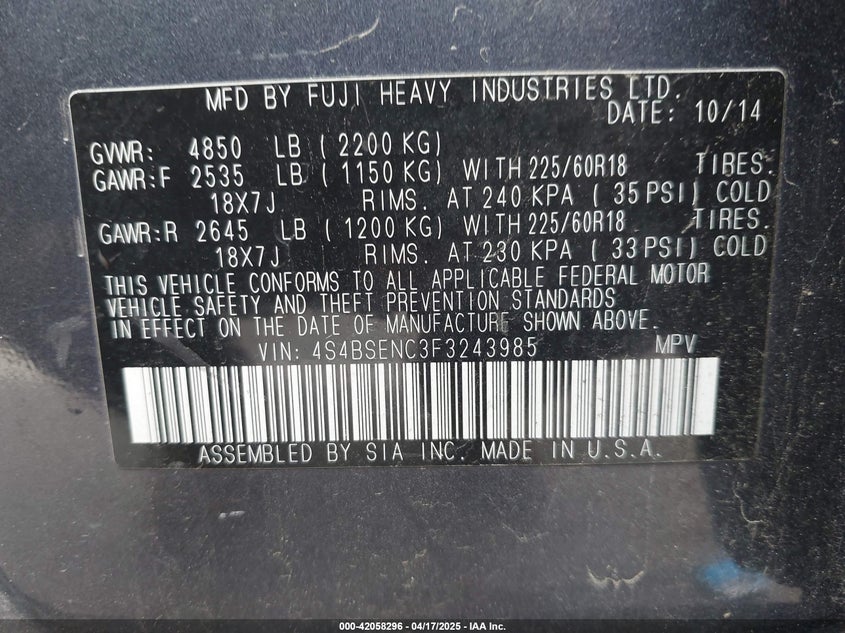 MFD BY FUJI HEAVY INDUSTRIES LTD.
DATE: 10/14
GVWR: 4850 LB ( 2200 KG)
GAWR:F 2535 LB ( 1150 KG) WITH 225/60R18 TIRES.
18X7J RIMS. AT 240 KPA ( 35 PSI) COLD
GAWR:R 2645 LB ( 1200 KG) WITH 225/60R18 TIRES.
18X7J RIMS. AT 230 KPA ( 33 PSI) COLD
THIS VEHICLE CONFORMS TO ALL APPLICABLE FEDERAL MOTOR
VEHICLE SAFETY AND THEFT PREVENTION STANDARDS
IN EFFECT ON THE DATE OF MANUFACTURE SHOWN ABOVE.
VIN: 4S4BSENC3F3243985 MPV
ASSEMBLED BY SIA INC. MADE IN U.S.A.
000-42058296 - 04/17/2025 - IAA Inc.